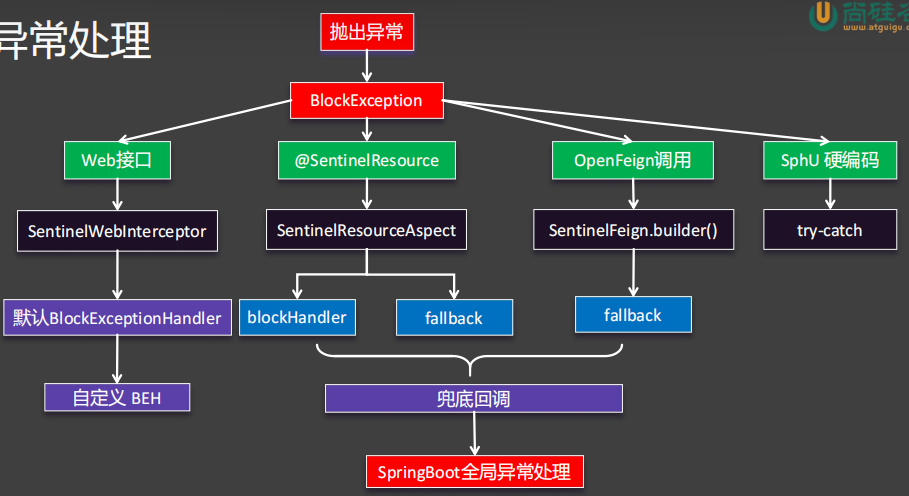 异常处理
尚硅谷
www.atguigu.c
抛出异常
BlockException
Web接口
@SentinelResource
OpenFeign调用
SphU 硬编码
SentinelWebInterceptor
SentinelResourceAspect
SentinelFeign.builder()
try-catch
默认BlockExceptionHandler
blockHandler
fallback
fallback
自定义 BEH
兜底回调
SpringBoot全局异常处理